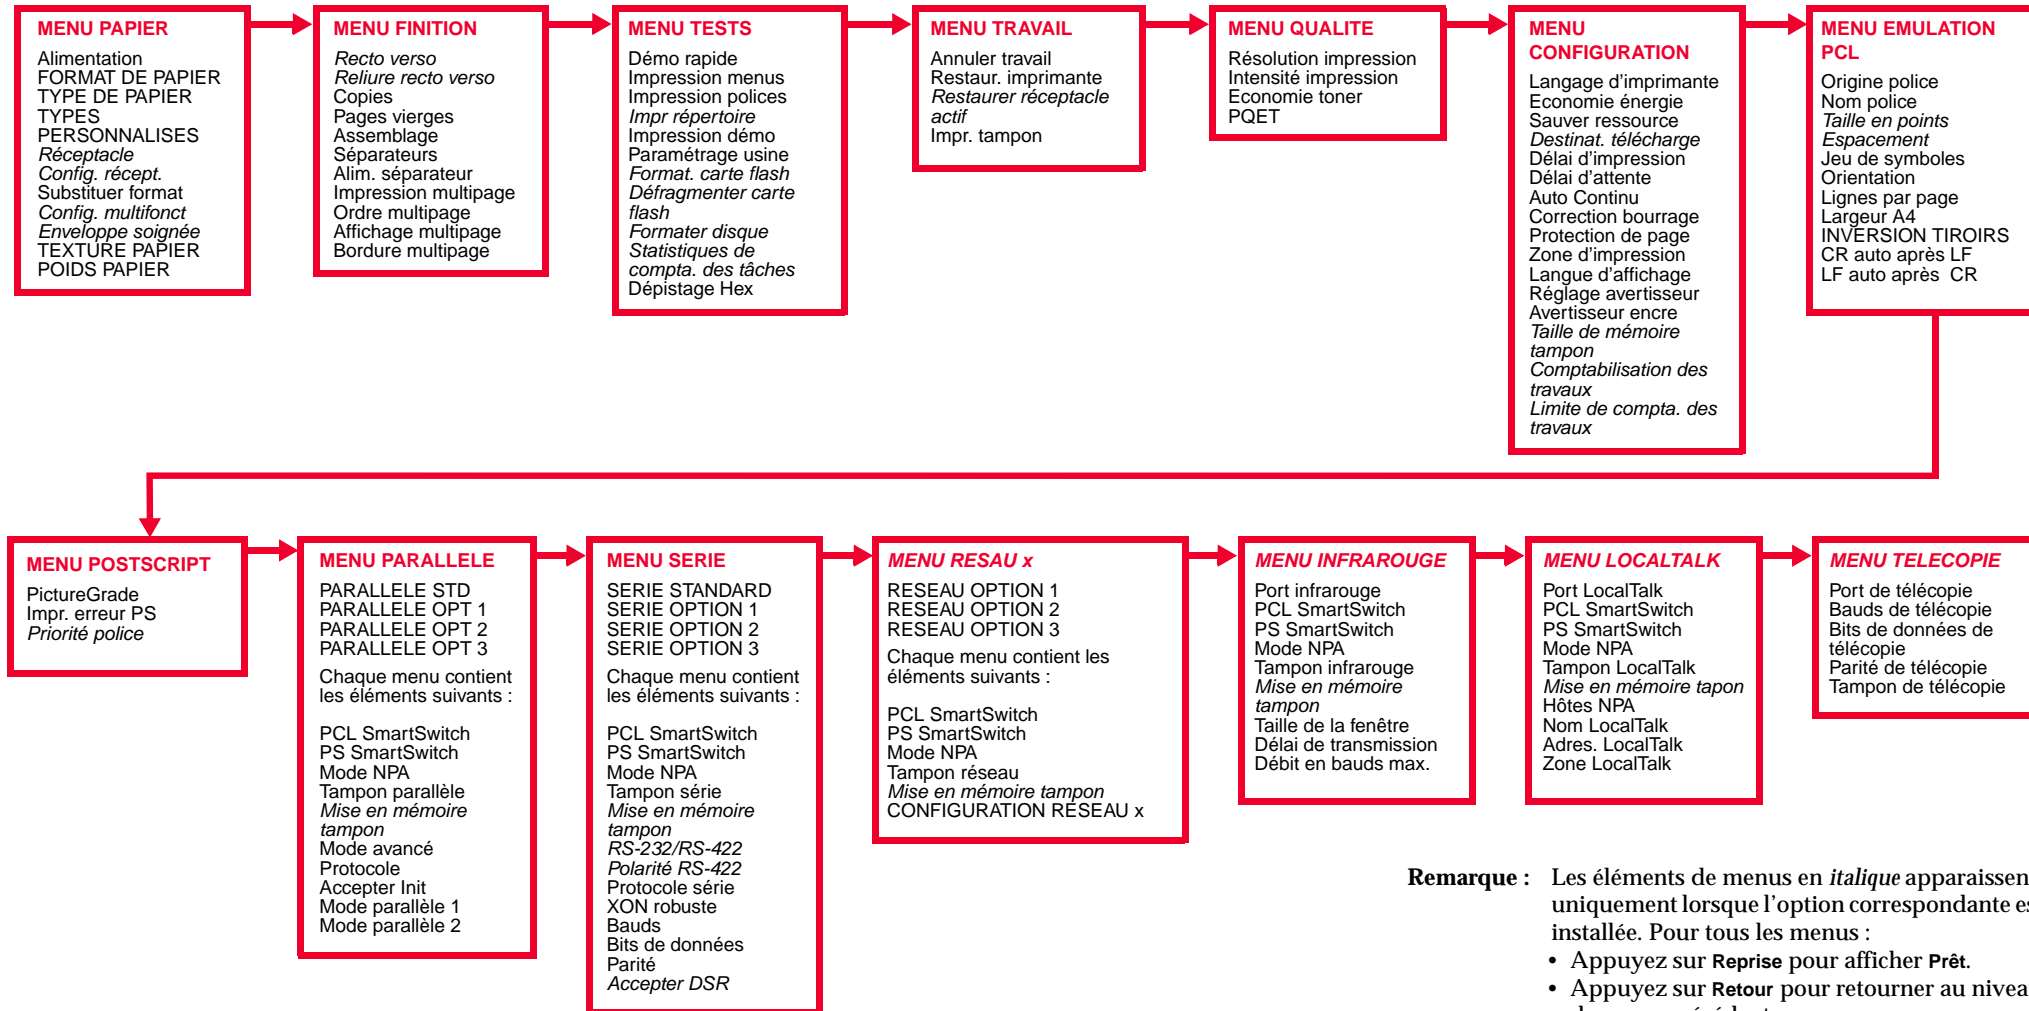 MENU PAPIER
Alimentation
FORMAT DE PAPIER
TYPE DE PAPIER
TYPES
PERSONNALISES
Réceptacle
Config. récept.
Substituer format
Config. multifonct
Enveloppe soignée
TEXTURE PAPIER
POIDS PAPIER
MENU FINITION
Recto verso
Reliure recto verso
Copies
Pages vierges
Assemblage
Séparateurs
Alim. séparateur
Impression multipage
Ordre multipage
Affichage multipage
Bordure multipage
MENU TESTS
Démo rapide
Impression menus
Impression polices
Impr répertoire
Impression démo
Paramétrage usine
Format. carte flash
Défragmenter carte
flash
Formater disque
Statistiques de
compta. des tâches
Dépistage Hex
MENU TRAVAIL
Annuler travail
Restaur. imprimante
Restaurer réceptacle
actif
Impr. tampon
MENU QUALITE
Résolution impression
Intensité impression
Economie toner
PQET
MENU
CONFIGURATION
Langage d'imprimante
Economie énergie
Sauver ressource
Destinat. télécharge
Délai d'impression
Délai d'attente
Auto Continu
Correction bourrage
Protection de page
Zone d'impression
Langue d'affichage
Réglage avertisseur
Avertisseur encre
Taille de mémoire
tampon
Comptabilisation des
travaux
Limite de compta. des
travaux
MENU EMULATION
PCL
Origine police
Nom police
Taille en points
Espacement
Jeu de symboles
Orientation
Lignes par page
Largeur A4
INVERSION TIROIRS
CR auto après LF
LF auto après CR
MENU POSTSCRIPT
PictureGrade
Impr. erreur PS
Priorité police
MENU PARALLELE
PARALLELE STD
PARALLELE OPT 1
PARALLELE OPT 2
PARALLELE OPT 3
Chaque menu contient
les éléments suivants :
PCL SmartSwitch
PS SmartSwitch
Mode NPA
Tampon parallèle
Mise en mémoire
tampon
Mode avancé
Protocole
Accepter Init
Mode parallèle 1
Mode parallèle 2
MENU SERIE
SERIE STANDARD
SERIE OPTION 1
SERIE OPTION 2
SERIE OPTION 3
Chaque menu contient
les éléments suivants :
PCL SmartSwitch
PS SmartSwitch
Mode NPA
Tampon série
Mise en mémoire
tampon
RS-232/RS-422
Polarité RS-422
Protocole série
XON robuste
Bauds
Bits de données
Parité
Accepter DSR
MENU RESAU x
RESEAU OPTION 1
RESEAU OPTION 2
RESEAU OPTION 3
Chaque menu contient les
éléments suivants :
PCL SmartSwitch
PS SmartSwitch
Mode NPA
Tampon réseau
Mise en mémoire tampon
CONFIGURATION RESEAU x
MENU INFRAROUGE
Port infrarouge
PCL SmartSwitch
PS SmartSwitch
Mode NPA
Tampon infrarouge
Mise en mémoire
tampon
Taille de la fenêtre
Délai de transmission
Débit en bauds max.
MENU LOCALTALK
Port LocalTalk
PCL SmartSwitch
PS SmartSwitch
Mode NPA
Tampon LocalTalk
Mise en mémoire tapon
Hôtes NPA
Nom LocalTalk
Adres. LocalTalk
Zone LocalTalk
MENU TELECOPIE
Port de télécopie
Bauds de télécopie
Bits de données de
télécopie
Parité de télécopie
Tampon de télécopie
Remarque : Les éléments de menus en italique apparaissen
uniquement lorsque l'option correspondante es
installée. Pour tous les menus :
• Appuyez sur Reprise pour afficher Prêt.
• Appuyez sur Retour pour retourner au nivea